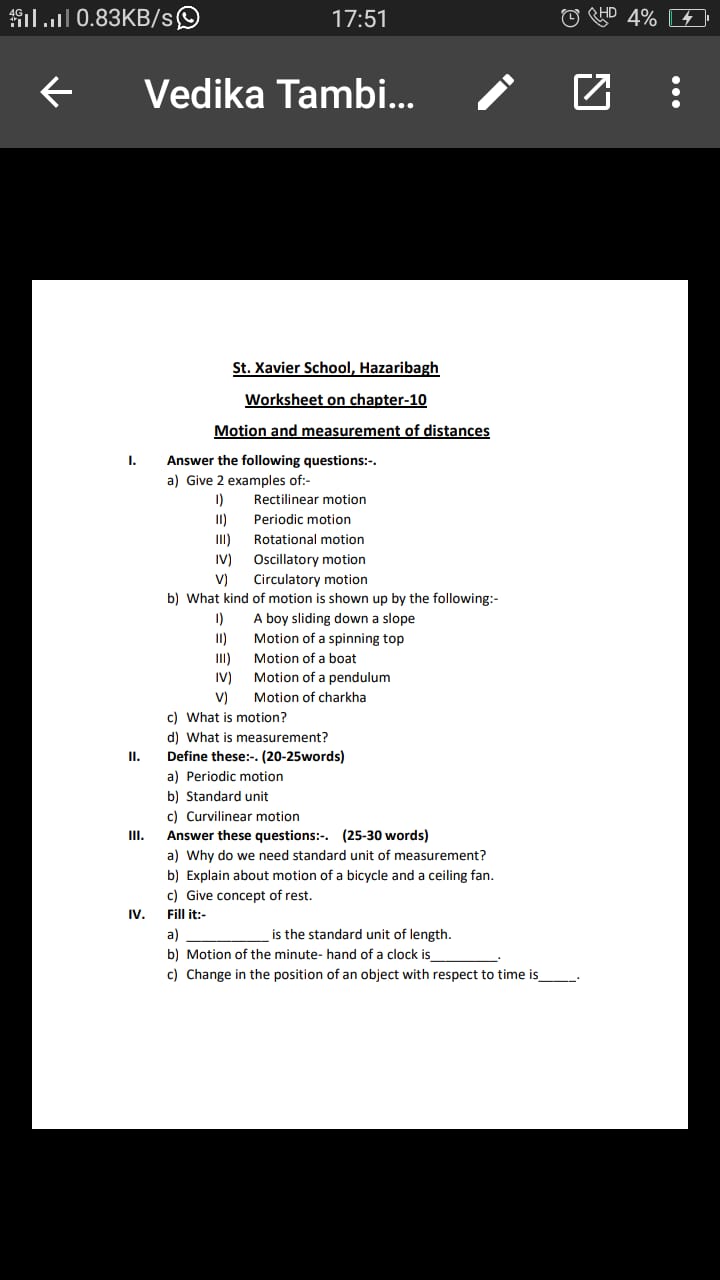 4G 0.83KB/s 17:51 HD 4%
Vedika Tambi...
St. Xavier School, Hazaribagh
Worksheet on chapter-10
Motion and measurement of distances
I. Answer the following questions:-.
a) Give 2 examples of:-
I) Rectilinear motion
II) Periodic motion
III) Rotational motion
IV) Oscillatory motion
V) Circulatory motion
b) What kind of motion is shown up by the following:-
I) A boy sliding down a slope
II) Motion of a spinning top
III) Motion of a boat
IV) Motion of a pendulum
V) Motion of charkha
c) What is motion?
d) What is measurement?
II. Define these:-. (20-25words)
a) Periodic motion
b) Standard unit
c) Curvilinear motion
III. Answer these questions:-. (25-30 words)
a) Why do we need standard unit of measurement?
b) Explain about motion of a bicycle and a ceiling fan.
c) Give concept of rest.
IV. Fill it:-
a) ___________ is the standard unit of length.
b) Motion of the minute- hand of a clock is_________.
c) Change in the position of an object with respect to time is_____.